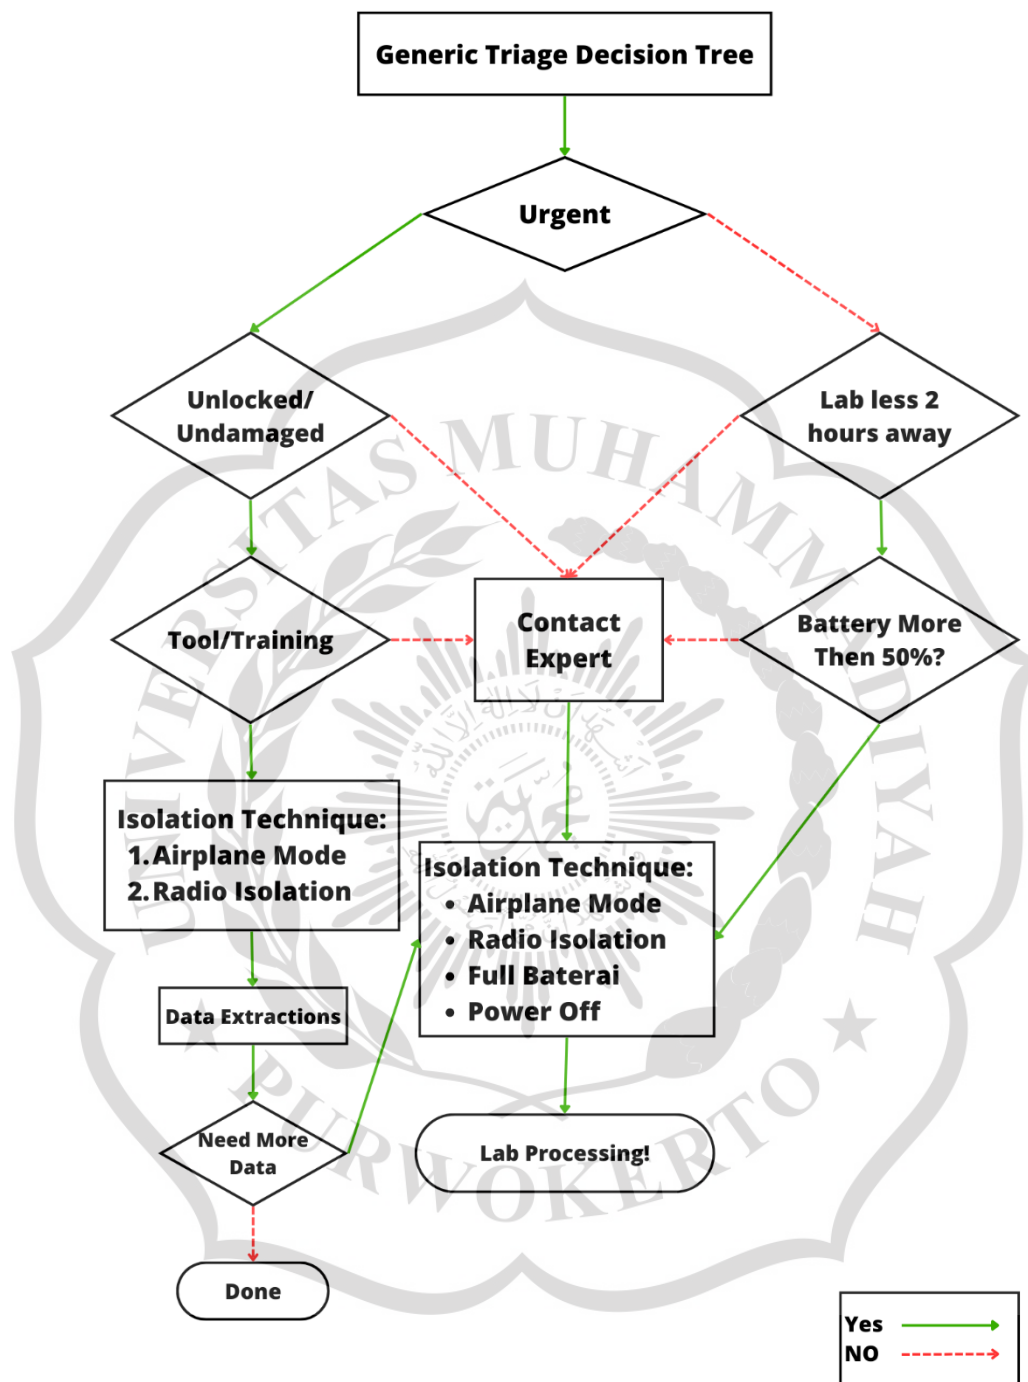 Generic Triage Decision Tree
Urgent
Unlocked/
Undamaged
Lab less 2
hours away
Tool/Training
Contact
Expert
Battery More
Then 50%?
Isolation Technique:
1. Airplane Mode
2. Radio Isolation
Isolation Technique:
• Airplane Mode
• Radio Isolation
• Full Baterai
• Power Off
Data Extractions
Need More
Data
Lab Processing!
Done
Yes
NO
UNIVERSITAS MUHAMMADIYAH
PURWOKERTO